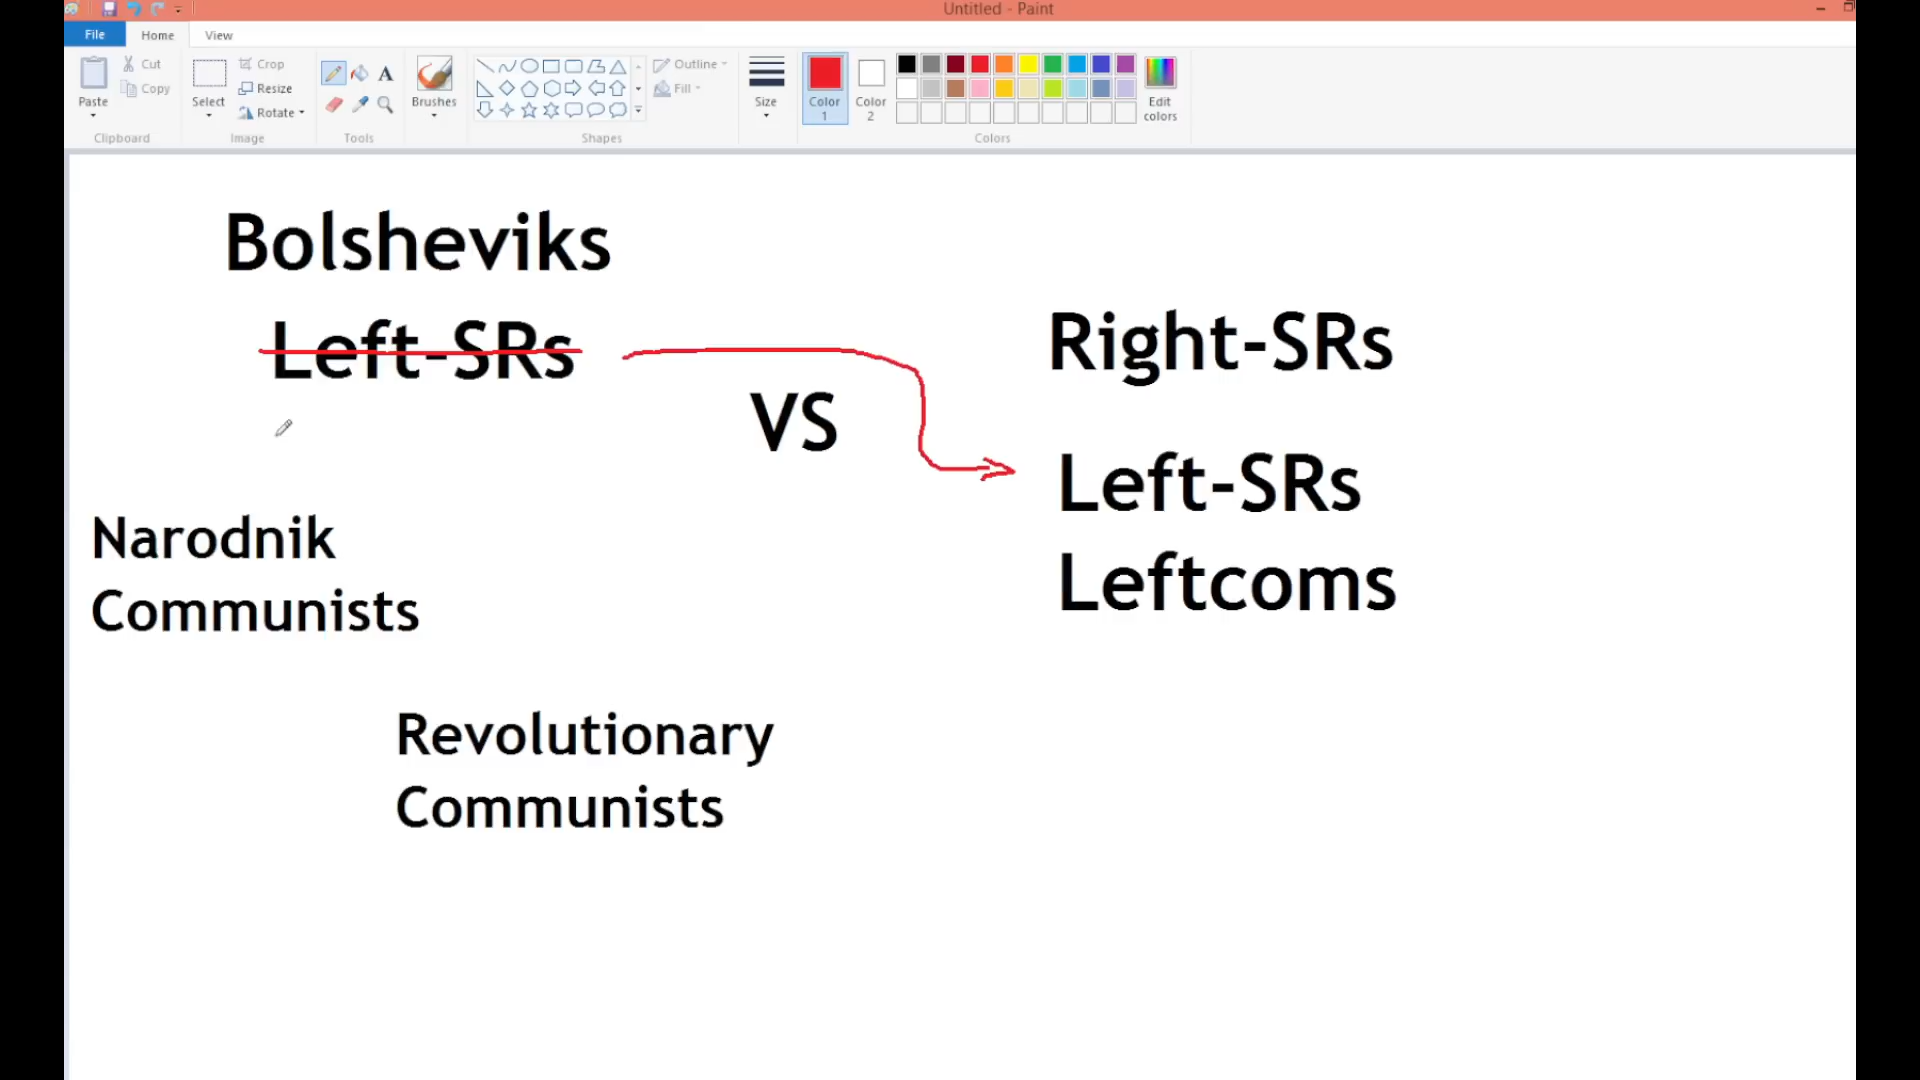 Untitled - Paint
File Home View
Paste
Cut
Copy
Clipboard
Select
Crop
Resize
Rotate
Image
A
Tools
Brushes
Outline
Fill
Shapes
Size
Color 1
Color 2
Edit colors
Colors
Bolsheviks
Left-SRs
VS
Right-SRs
Left-SRs
Leftcoms
Narodnik
Communists
Revolutionary
Communists